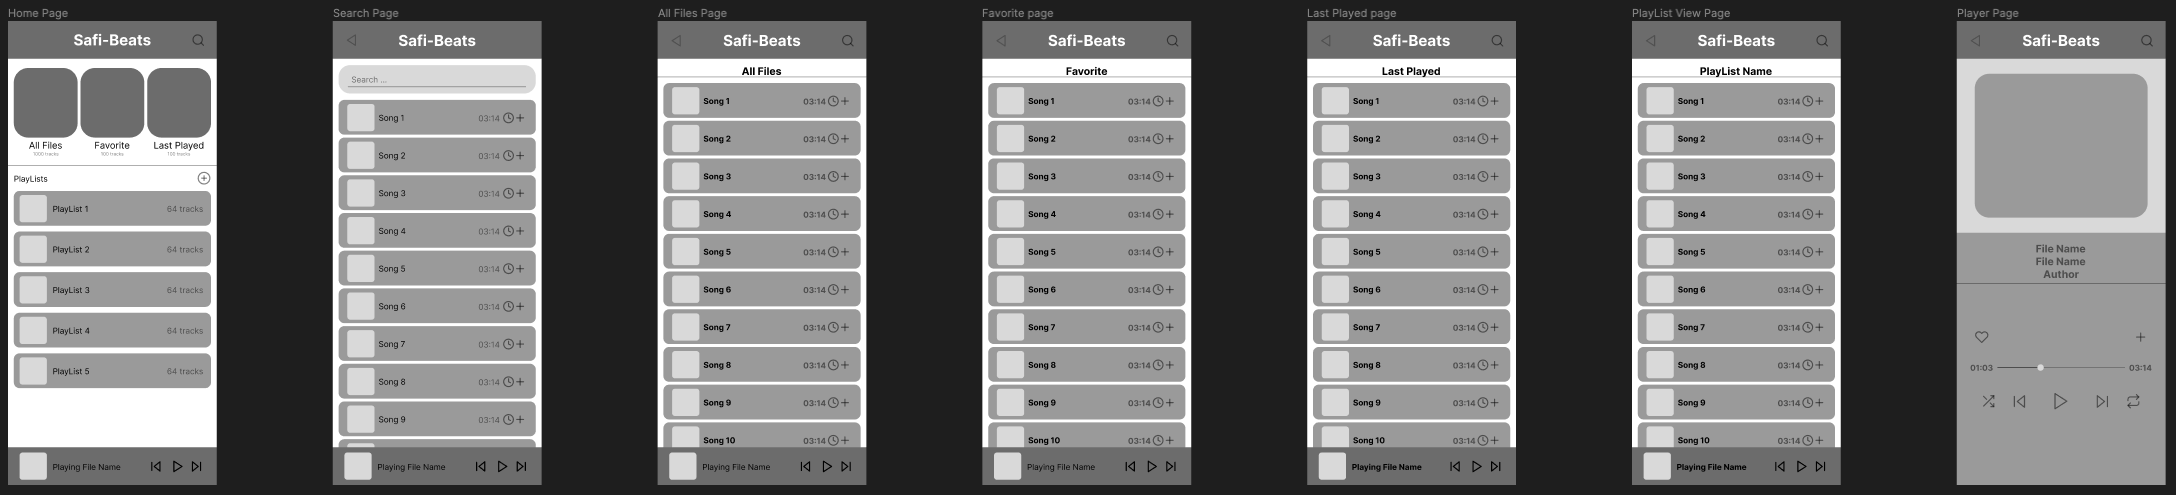 Home Page
Safi-Beats
All Files
1000 tracks
Favorite
100 tracks
Last Played
100 tracks
PlayLists
PlayList 1
64 tracks
PlayList 2
64 tracks
PlayList 3
64 tracks
PlayList 4
64 tracks
PlayList 5
64 tracks
Playing File Name
Search Page
Safi-Beats
Search ...
Song 1
03:14
Song 2
03:14
Song 3
03:14
Song 4
03:14
Song 5
03:14
Song 6
03:14
Song 7
03:14
Song 8
03:14
Song 9
03:14
Playing File Name
All Files Page
Safi-Beats
All Files
Song 1
03:14
Song 2
03:14
Song 3
03:14
Song 4
03:14
Song 5
03:14
Song 6
03:14
Song 7
03:14
Song 8
03:14
Song 9
03:14
Song 10
03:14
Playing File Name
Favorite page
Safi-Beats
Favorite
Song 1
03:14
Song 2
03:14
Song 3
03:14
Song 4
03:14
Song 5
03:14
Song 6
03:14
Song 7
03:14
Song 8
03:14
Song 9
03:14
Song 10
03:14
Playing File Name
Last Played page
Safi-Beats
Last Played
Song 1
03:14
Song 2
03:14
Song 3
03:14
Song 4
03:14
Song 5
03:14
Song 6
03:14
Song 7
03:14
Song 8
03:14
Song 9
03:14
Song 10
03:14
Playing File Name
PlayList View Page
Safi-Beats
PlayList Name
Song 1
03:14
Song 2
03:14
Song 3
03:14
Song 4
03:14
Song 5
03:14
Song 6
03:14
Song 7
03:14
Song 8
03:14
Song 9
03:14
Song 10
03:14
Playing File Name
Player Page
Safi-Beats
File Name
File Name
Author
01:03
03:14